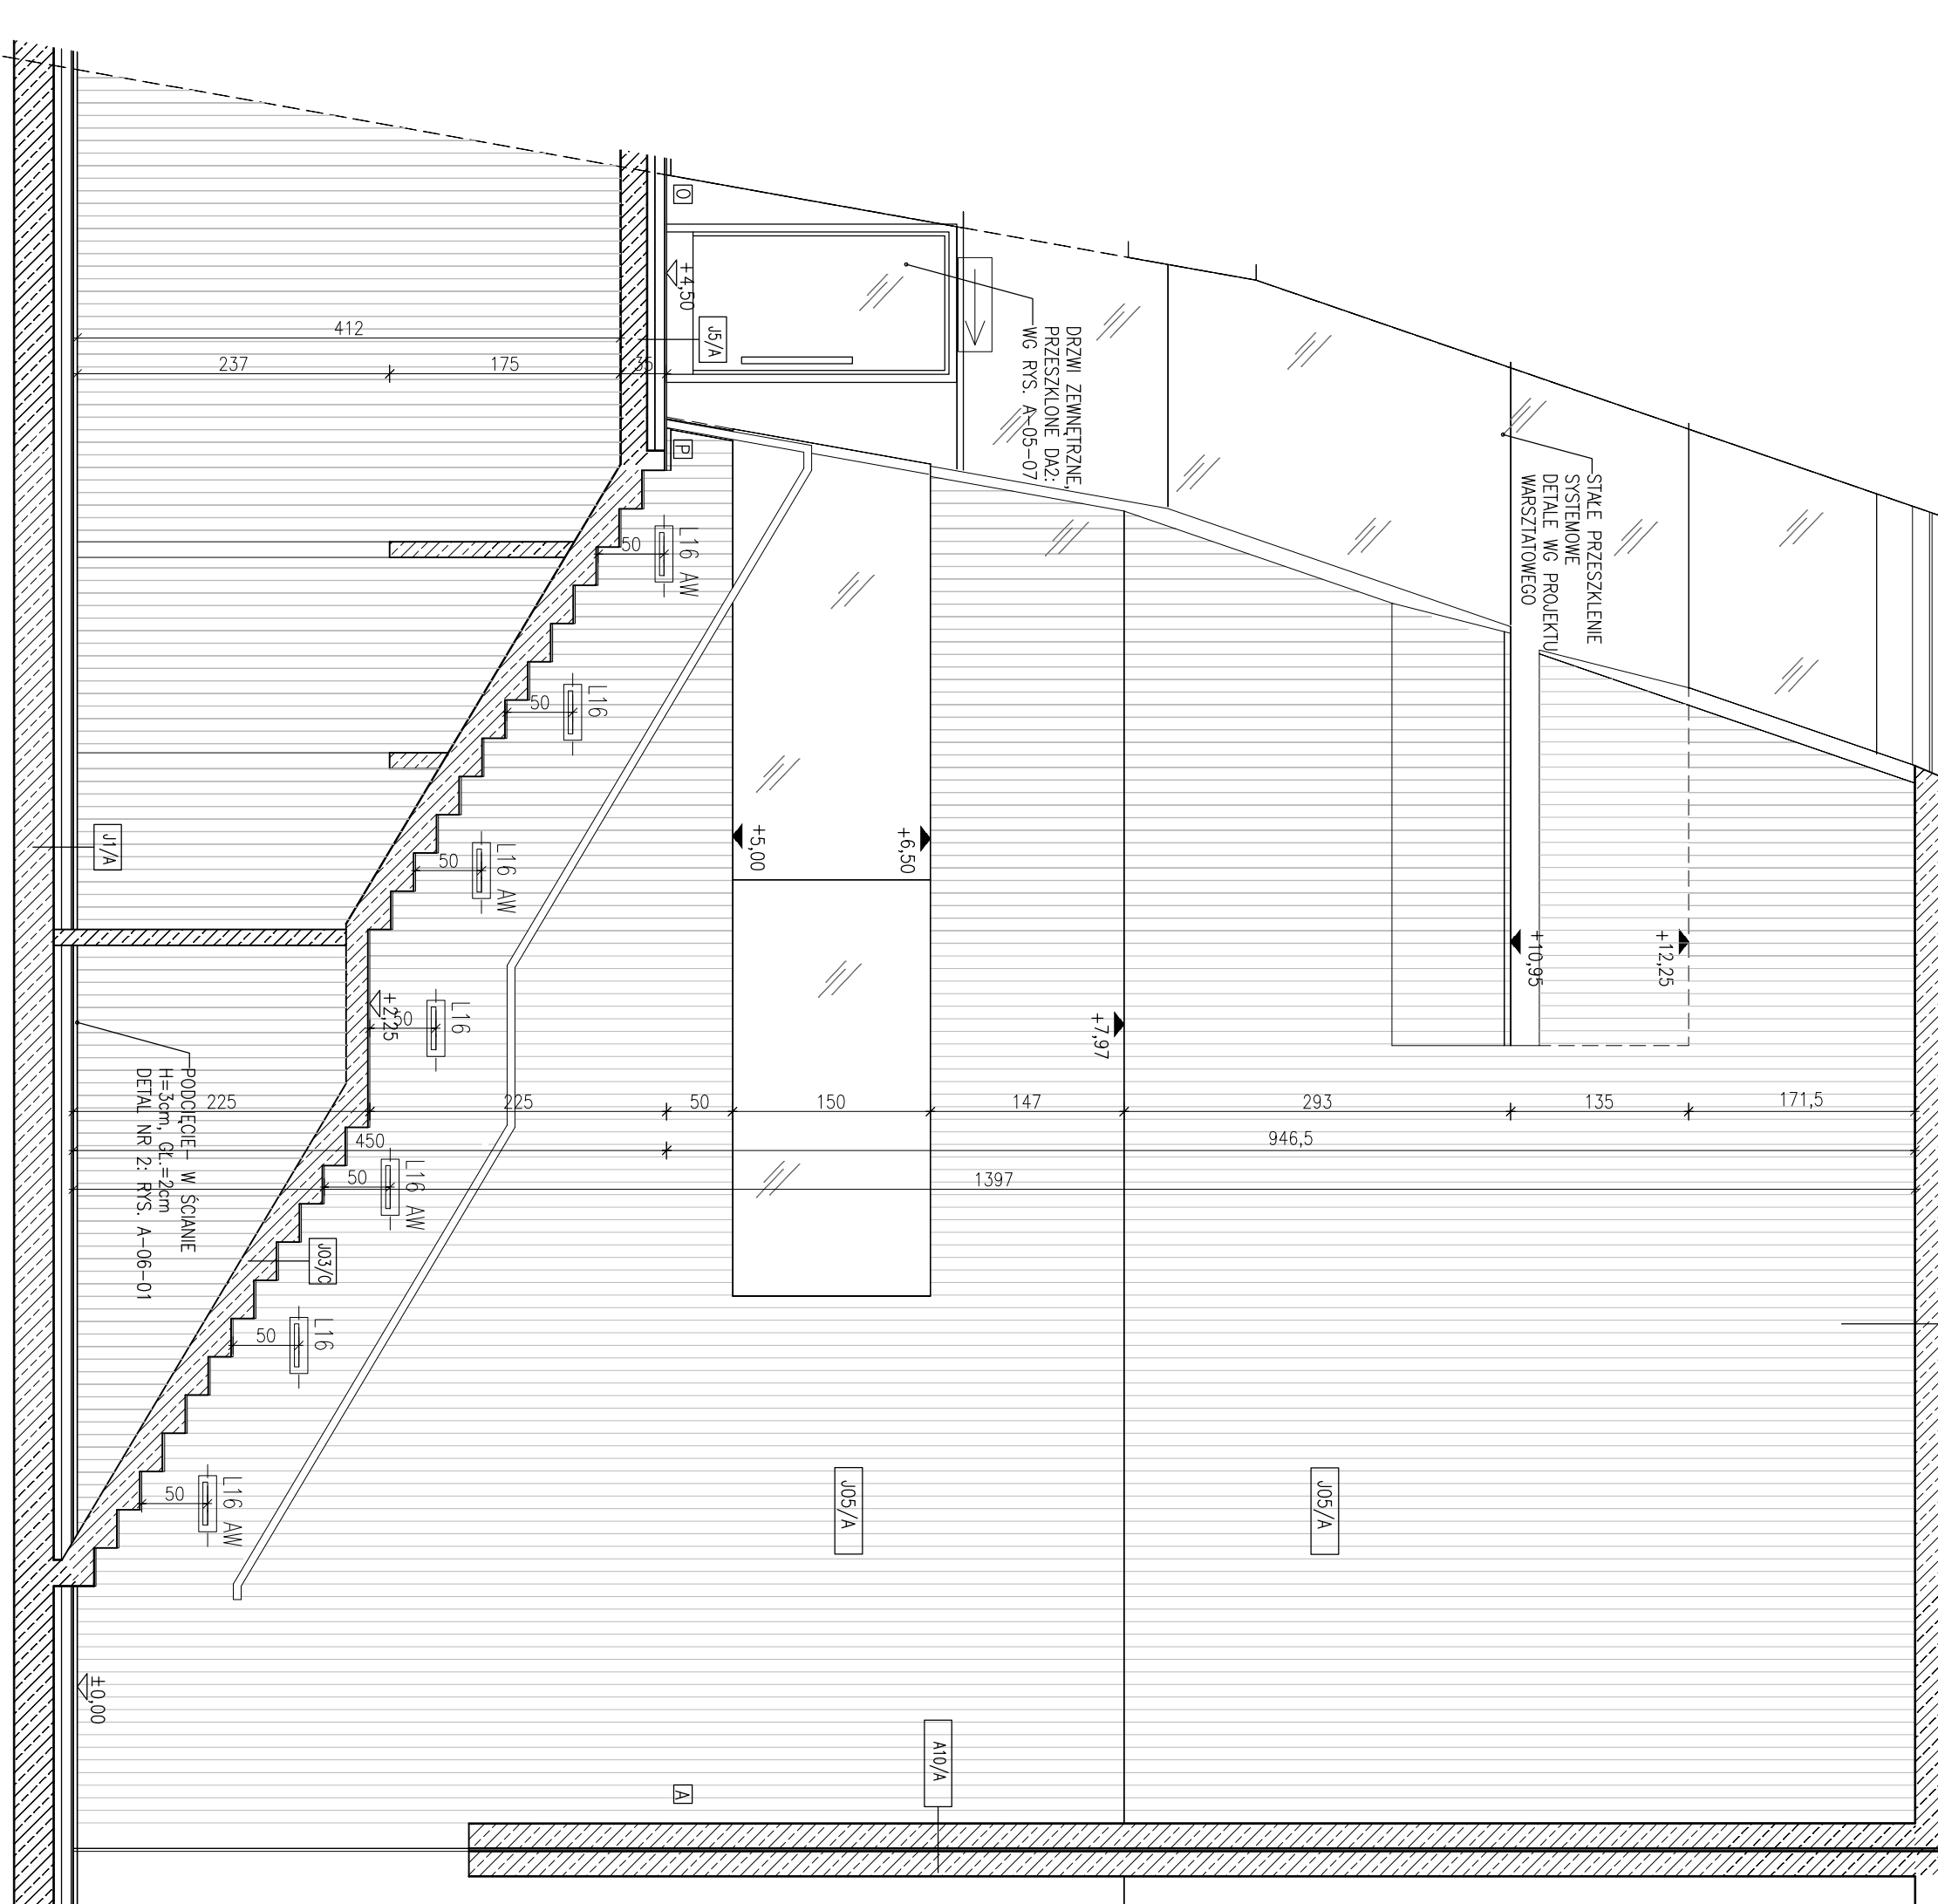 O
+4,50
J5/A
412
237
175
35
DRZWI ZEWNĘTRZNE,
PRZESZKLONE DA2:
WG RYS. A-05-07
P
STAŁE PRZESZKLENIE
SYSTEMOWE
DETALE WG PROJEKTU
WARSZTATOWEGO
L16 AW
50
L16
50
L16 AW
50
L16
50
+2,25
J1/A
+5,00
+6,50
+7,97
+10,95
+12,25
225
225
50
150
147
293
135
171,5
450
946,5
1397
PODCIĘCIE- W ŚCIANIE
H=3cm, GŁ.=2cm
DETAL NR 2: RYS. A-06-01
L16 AW
50
J03/C
L16
50
L16 AW
50
J05/A
J05/A
±0,00
A10/A
A